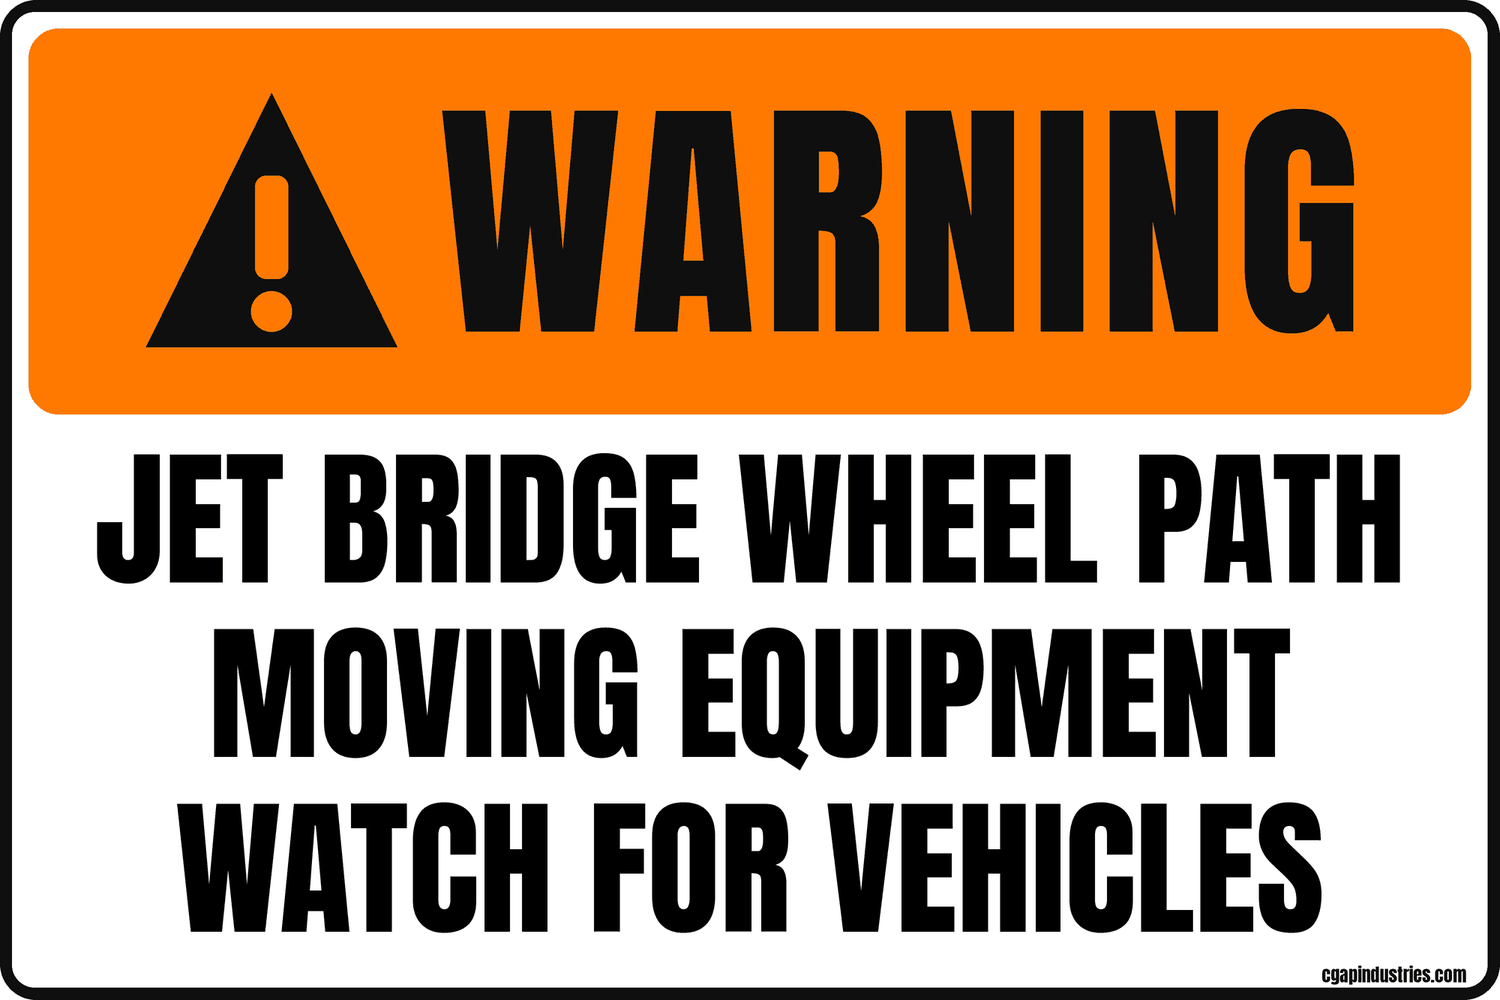 WARNING
JET BRIDGE WHEEL PATH
MOVING EQUIPMENT
WATCH FOR VEHICLES
cgapindustries.com